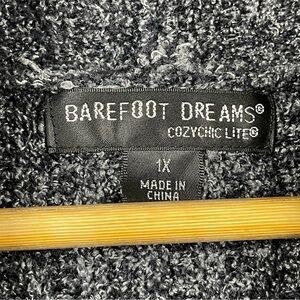 BAREFOOT DREAMS®
COZYCHIC LITE®
1X
MADE IN
CHINA